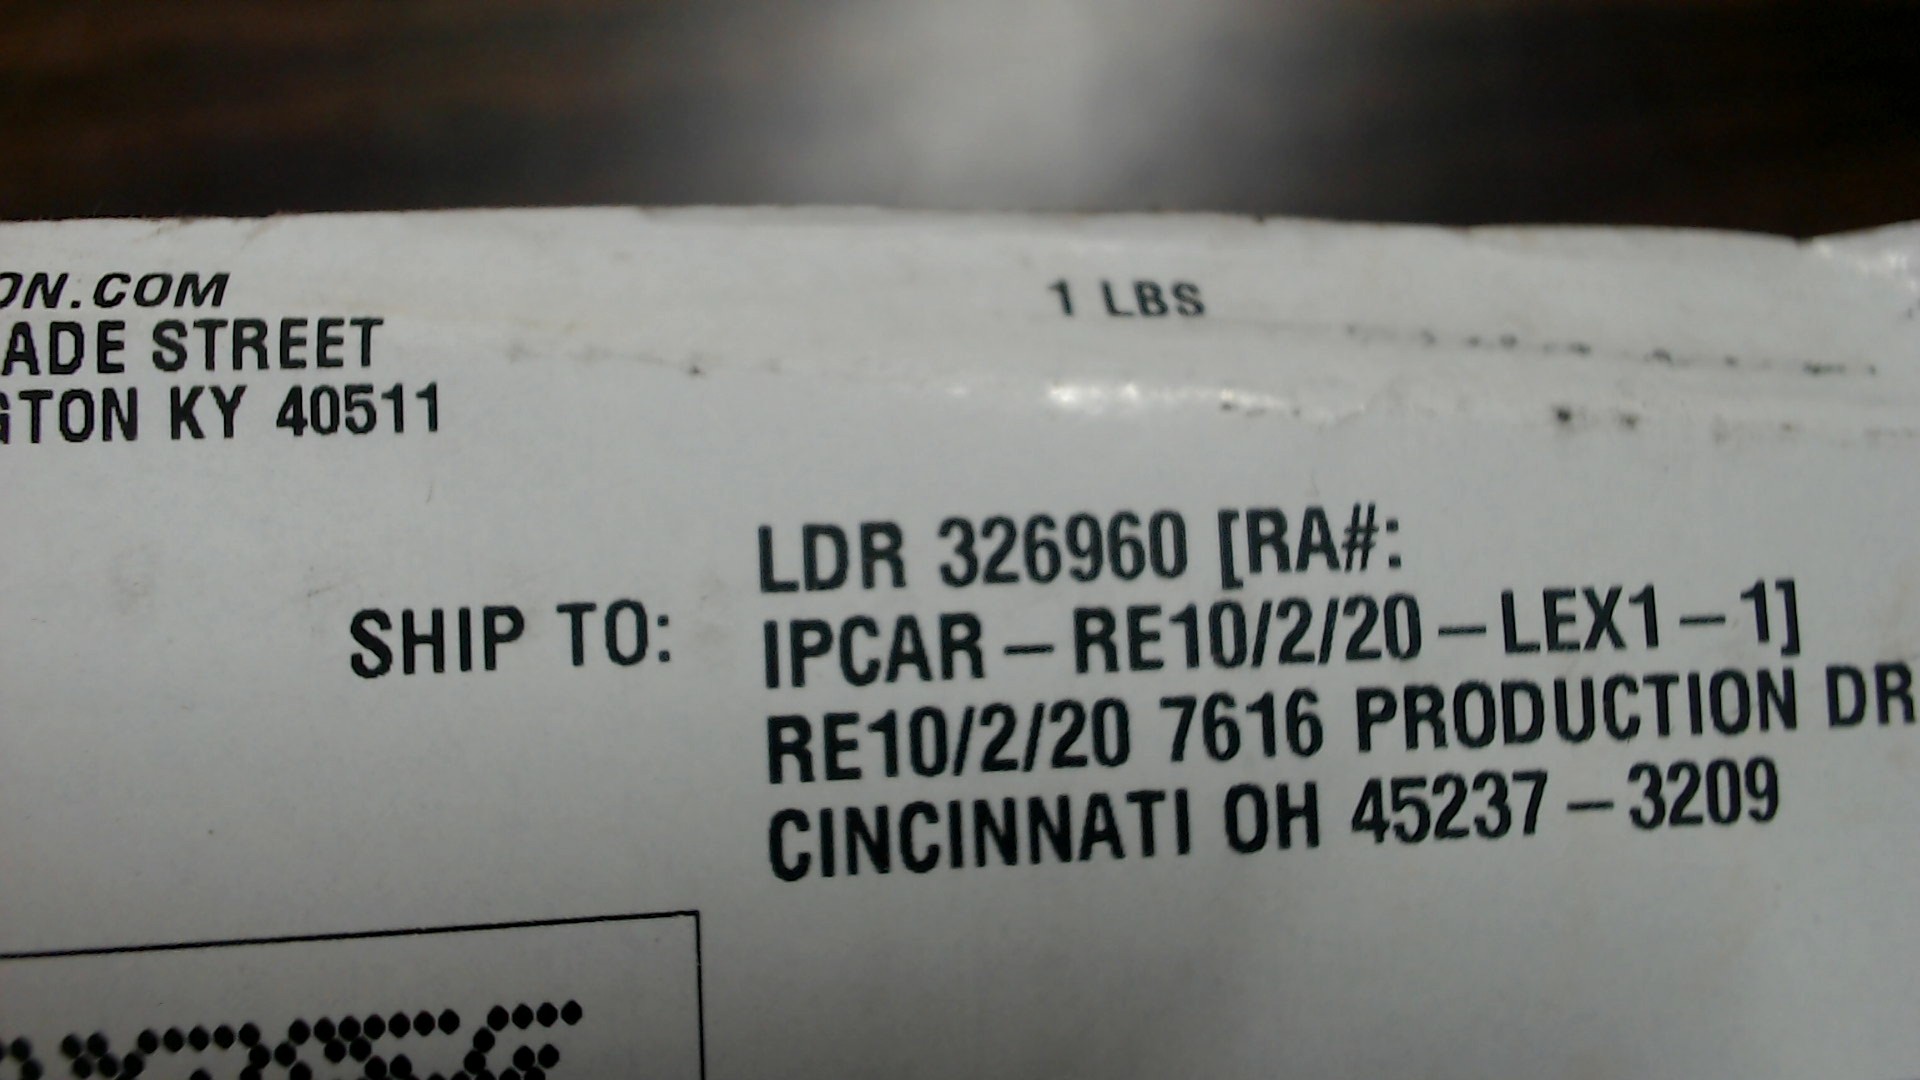 ON.COM
ADE STREET
GTON KY 40511
1 LBS
SHIP TO:
LDR 326960 [RA#:
IPCAR-RE10/2/20-LEX1-1]
RE10/2/20 7616 PRODUCTION DR
CINCINNATI OH 45237-3209